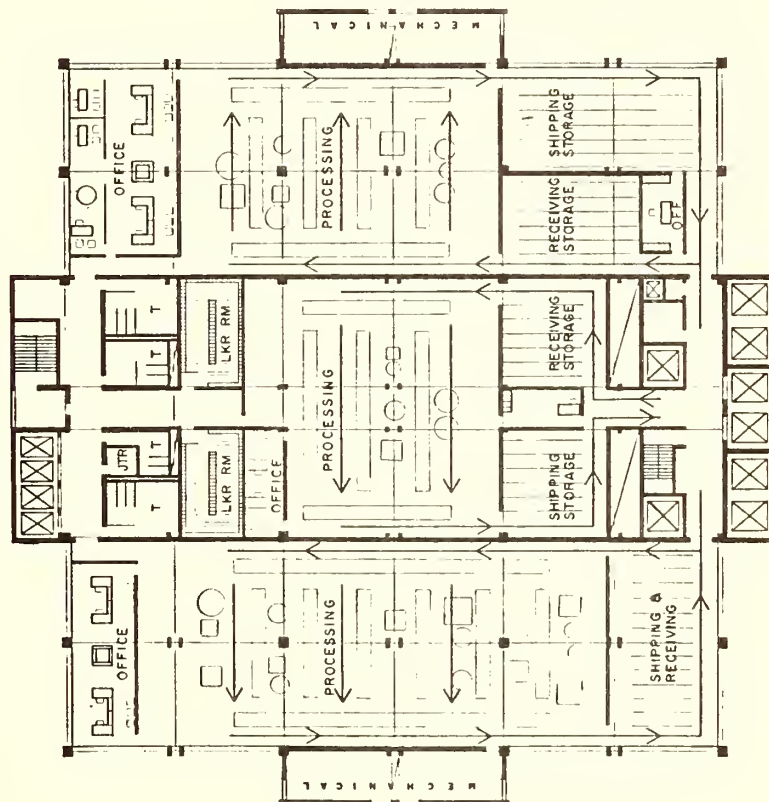 MECHANICAL
OFFICE
PROCESSING
SHIPPING
STORAGE
RECEIVING
STORAGE
OFF
T
T
LKR RM
PROCESSING
RECEIVING
STORAGE
JTR
T
T
LKR RM
OFFICE
SHIPPING
STORAGE
OFFICE
PROCESSING
SHIPPING &
RECEIVING
MECHANICAL